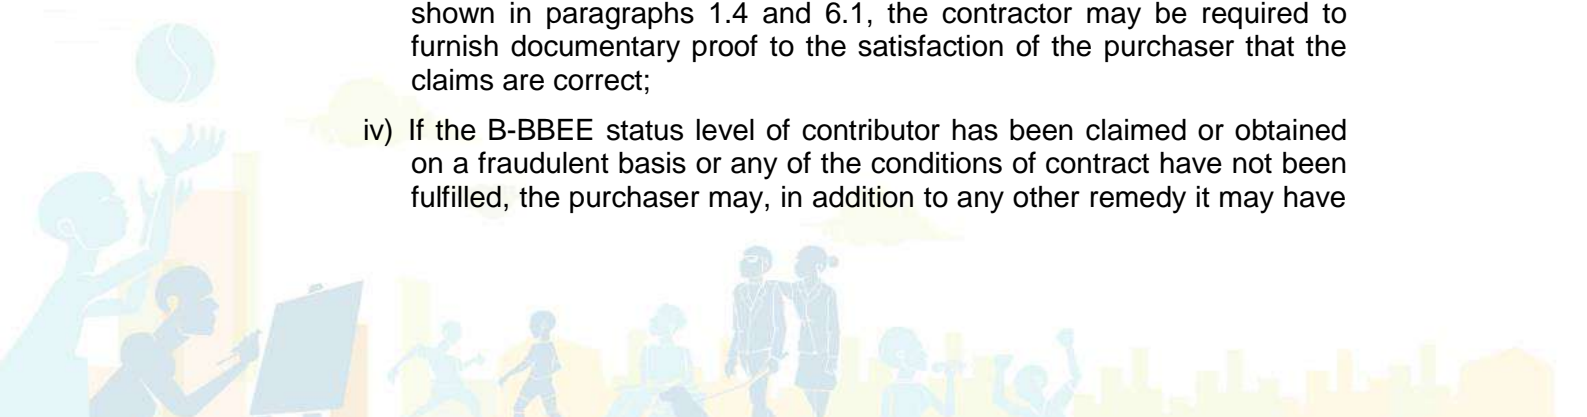 shown in paragraphs 1.4 and 6.1, the contractor may be required to
furnish documentary proof to the satisfaction of the purchaser that the
claims are correct;
iv) If the B-BBEE status level of contributor has been claimed or obtained
on a fraudulent basis or any of the conditions of contract have not been
fulfilled, the purchaser may, in addition to any other remedy it may have